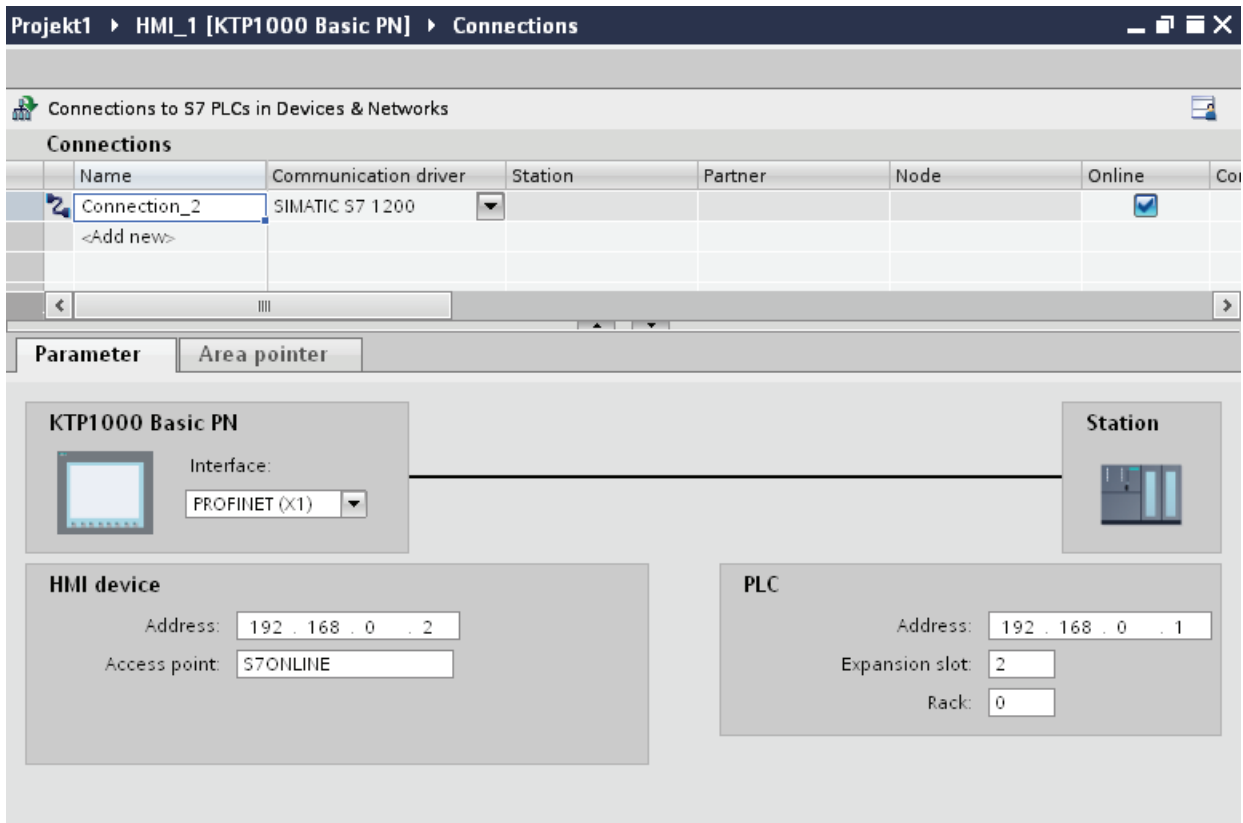 Projekt1 ▸ HMI_1 [KTP1000 Basic PN] ▸ Connections
Connections to S7 PLCs in Devices & Networks
Connections
Name Communication driver Station Partner Node Online Co
Connection_2 SIMATIC S7 1200
<Add new>
Parameter Area pointer
KTP1000 Basic PN Station
Interface:
PROFINET (X1)
HMI device PLC
Address: 192 . 168 . 0 . 2 Address: 192 . 168 . 0 . 1
Access point: S7ONLINE Expansion slot: 2
Rack: 0